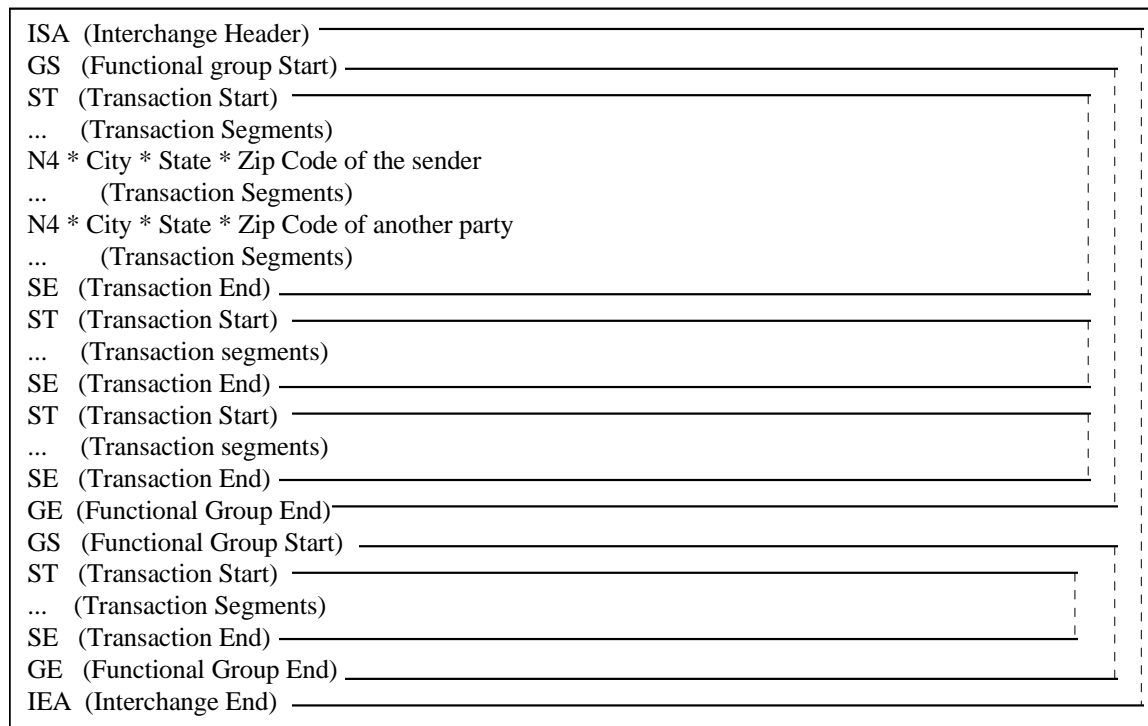 ISA (Interchange Header)
GS (Functional group Start)
ST (Transaction Start)
... (Transaction Segments)
N4 * City * State * Zip Code of the sender
... (Transaction Segments)
N4 * City * State * Zip Code of another party
... (Transaction Segments)
SE (Transaction End)
ST (Transaction Start)
... (Transaction segments)
SE (Transaction End)
ST (Transaction Start)
... (Transaction segments)
SE (Transaction End)
GE (Functional Group End)
GS (Functional Group Start)
ST (Transaction Start)
... (Transaction Segments)
SE (Transaction End)
GE (Functional Group End)
IEA (Interchange End)